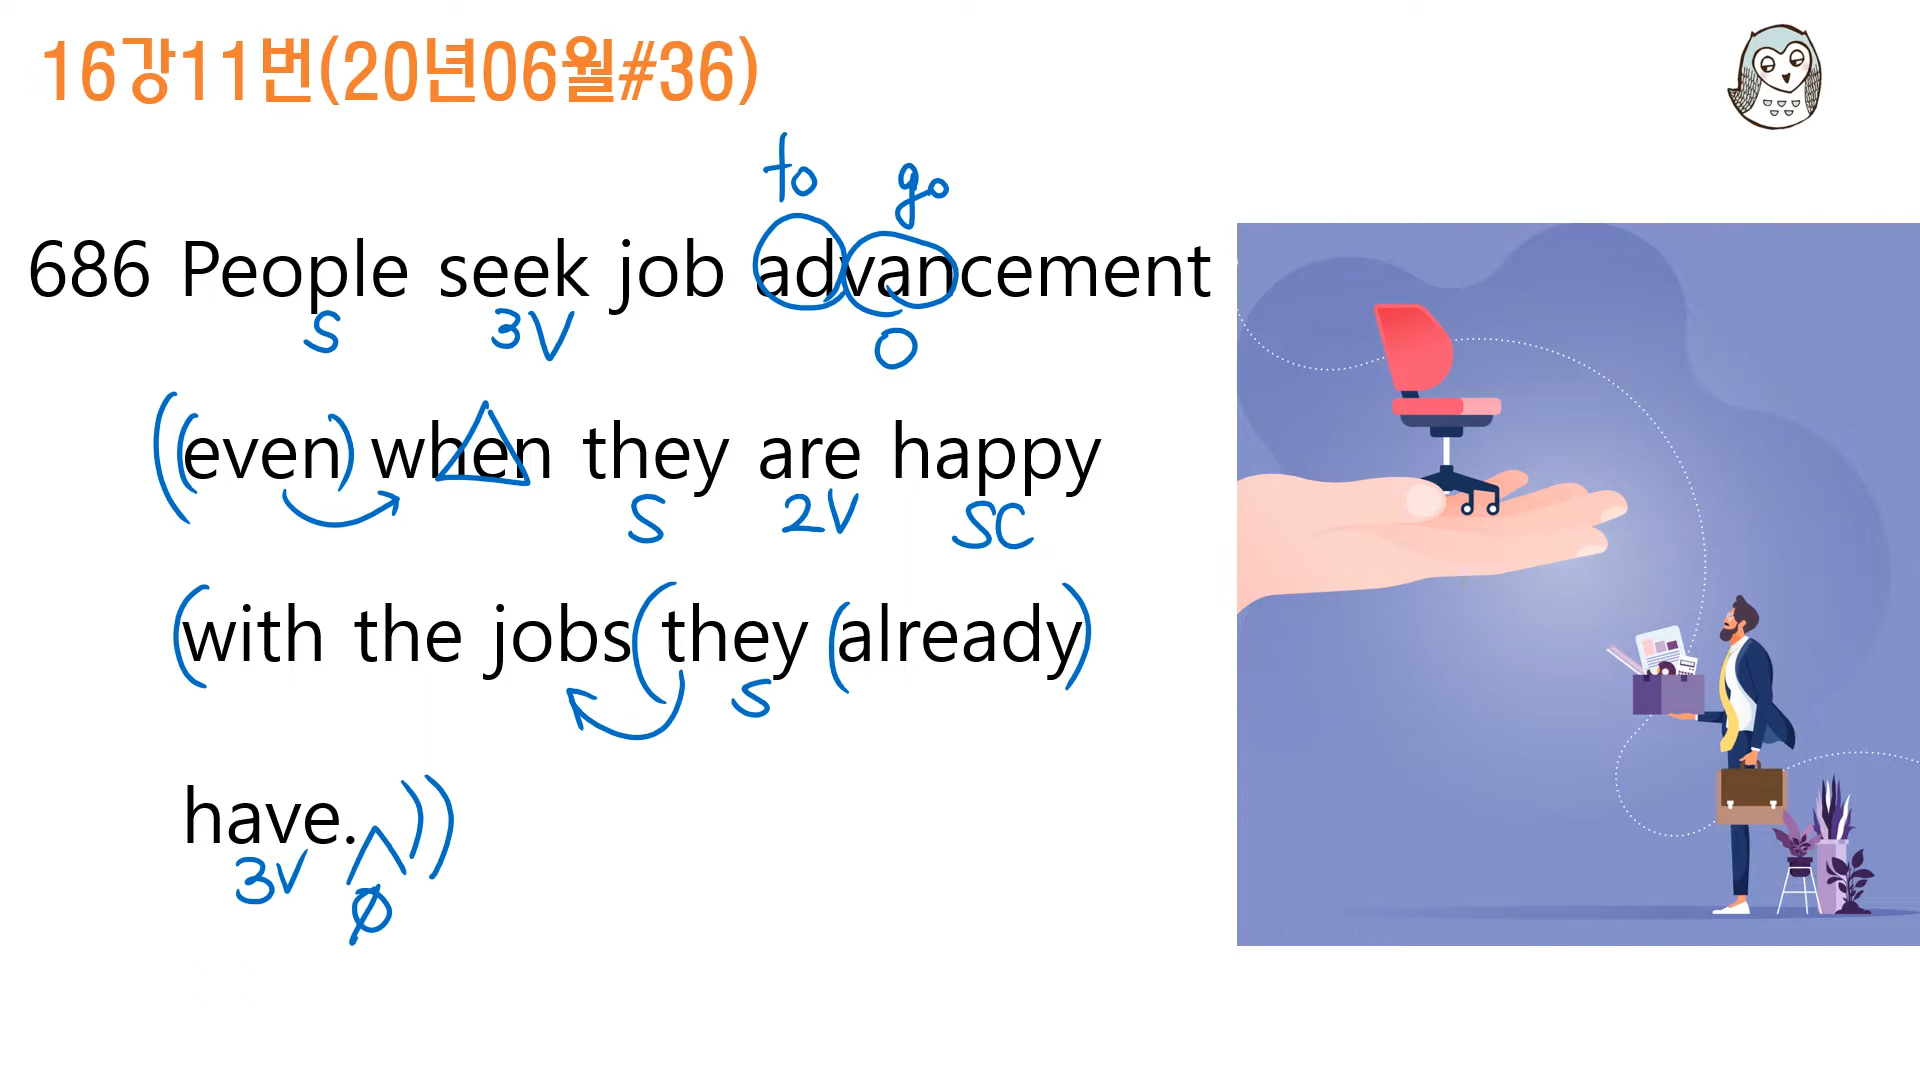 16강11번(20년06월#36)
to go
686 People seek job advancement
S 3V O
even when they are happy
S 2V SC
with the jobs they already
S
have.
3V Ø